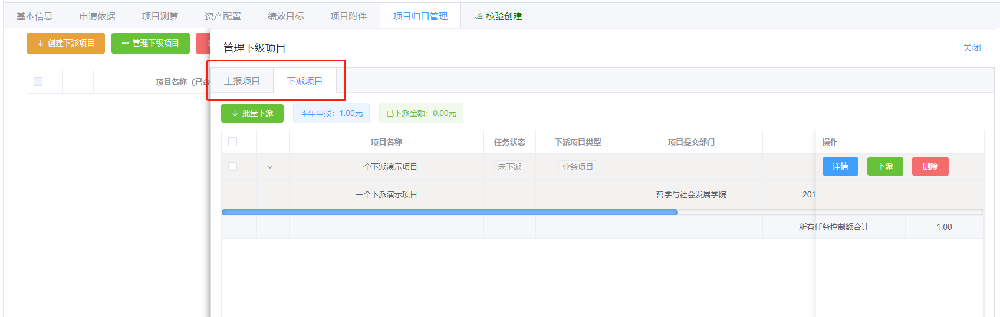 基本信息 申请依据 项目测算 资产配置 绩效目标 项目附件 项目归口管理 校验创建
创建下派项目 管理下级项目
管理下级项目 关闭
项目名称（已合
上报项目 下派项目
批量下派 本年申报：1.00元 已下派金额：0.00元
项目名称 任务状态 下派项目类型 项目提交部门 操作
一个下派演示项目 未下派 业务项目 详情 下派 删除
一个下派演示项目 哲学与社会发展学院 201
所有任务控制额合计 1.00